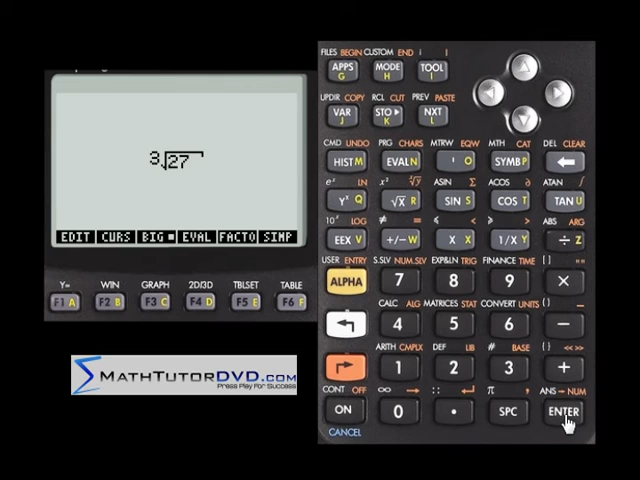 3√27
EDIT CURS BIG ■ EVAL FACTO SIMP
Y= WIN GRAPH 2D/3D TBLSET TABLE
F1 A F2 B F3 C F4 D F5 E F6 F
MATHTUTORDVD.COM
Press Play For Success
FILES BEGIN CUSTOM END i I
APPS G MODE H TOOL I
UPDIR COPY RCL CUT PREV PASTE
VAR J STO▸ K NXT L
CMD UNDO PRG CHARS MTRW EQW MTH CAT DEL CLEAR
HIST M EVAL N ' O SYMB P
eˣ LN x² ˣ√y ASIN Σ ACOS ∂ ATAN ∫
Yˣ Q √X R SIN S COS T TAN U
10ˣ LOG ≠ = < > ABS ARG
EEX V +/− W X X 1/X Y ÷ Z
USER ENTRY S.SLV NUM.SLV EXP&LN TRIG FINANCE TIME [ ] " "
ALPHA 7 8 9 ×
CALC ALG MATRICES STAT CONVERT UNITS ( ) _
4 5 6 −
ARITH CMPLX DEF LIB # BASE { } « »
1 2 3 +
CONT OFF ∞ → : : ↵ π , ANS → NUM
ON 0 . SPC ENTER
CANCEL